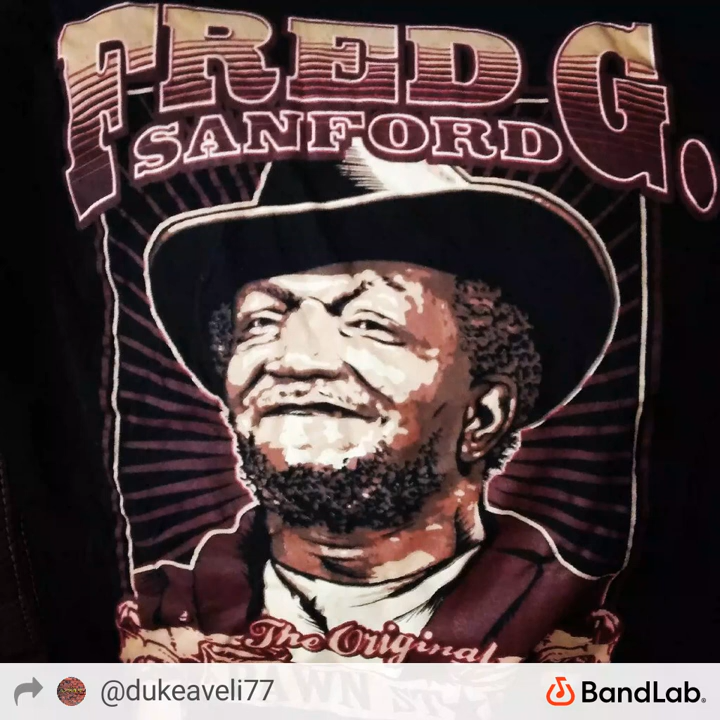 FRED G.
SANFORD
The Original
@dukeaveli77
BandLab.